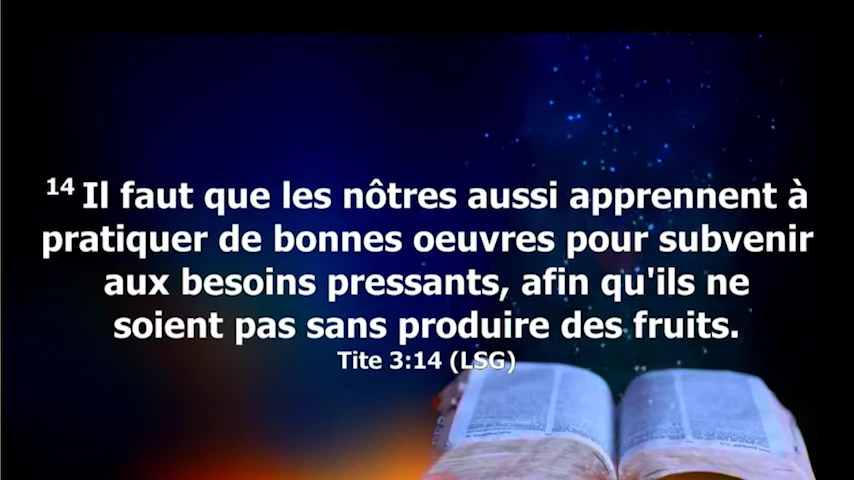 14 Il faut que les nôtres aussi apprennent à
pratiquer de bonnes oeuvres pour subvenir
aux besoins pressants, afin qu'ils ne
soient pas sans produire des fruits.
Tite 3:14 (LSG)